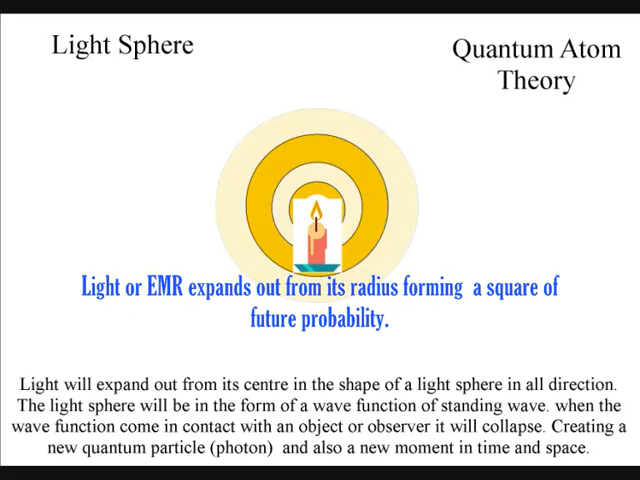 Light Sphere
Quantum Atom
Theory
Light or EMR expands out from its radius forming a square of
future probability.
Light will expand out from its centre in the shape of a light sphere in all direction.
The light sphere will be in the form of a wave function of standing wave. when the
wave function come in contact with an object or observer it will collapse. Creating a
new quantum particle (photon) and also a new moment in time and space.